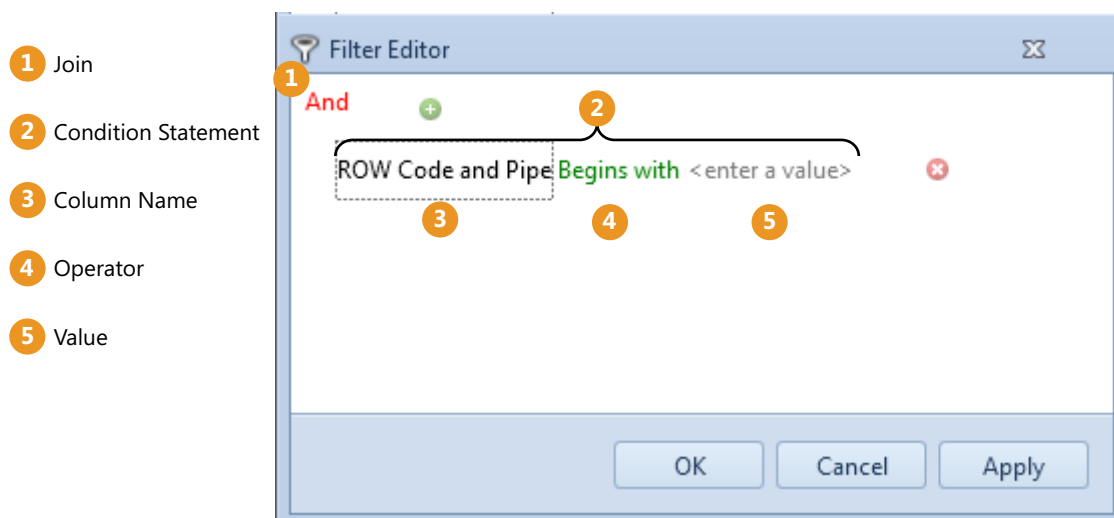 1 Join
2 Condition Statement
3 Column Name
4 Operator
5 Value
Filter Editor
1
And
2
ROW Code and Pipe Begins with <enter a value>
3 4 5
OK Cancel Apply